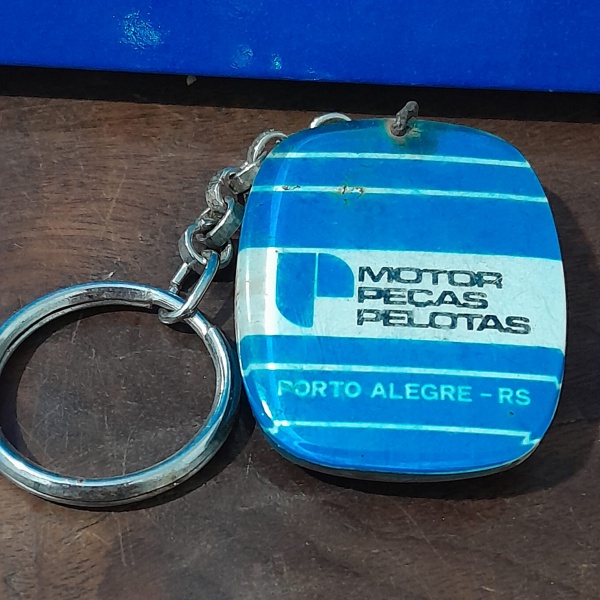 MOTOR
PEÇAS
PELOTAS
PORTO ALEGRE - RS